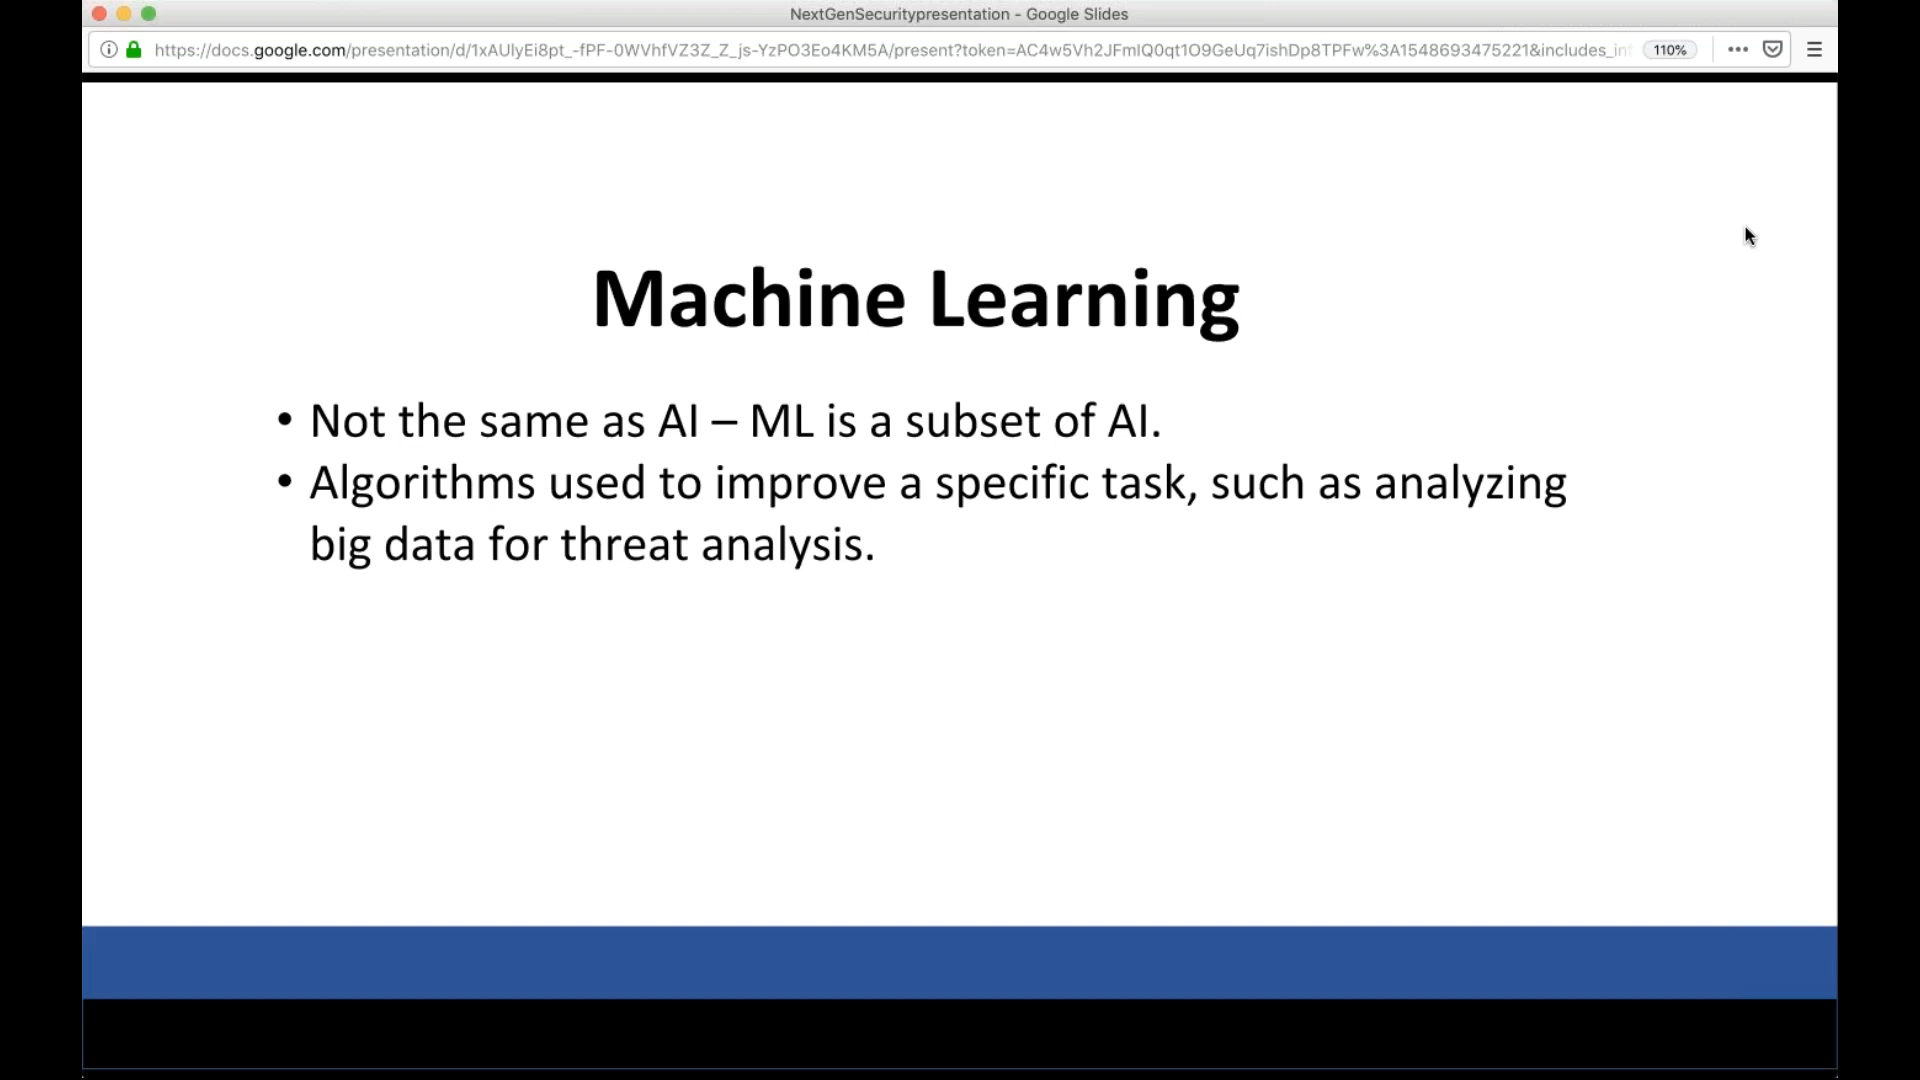 NextGenSecuritypresentation - Google Slides
https://docs.google.com/presentation/d/1xAUlyEi8pt_-fPF-0WVhfVZ3Z_Z_js-YzPO3Eo4KM5A/present?token=AC4w5Vh2JFmlQ0qt1O9GeUq7ishDp8TPFw%3A1548693475221&includes_in 110%
Machine Learning
• Not the same as AI – ML is a subset of AI.
• Algorithms used to improve a specific task, such as analyzing
big data for threat analysis.